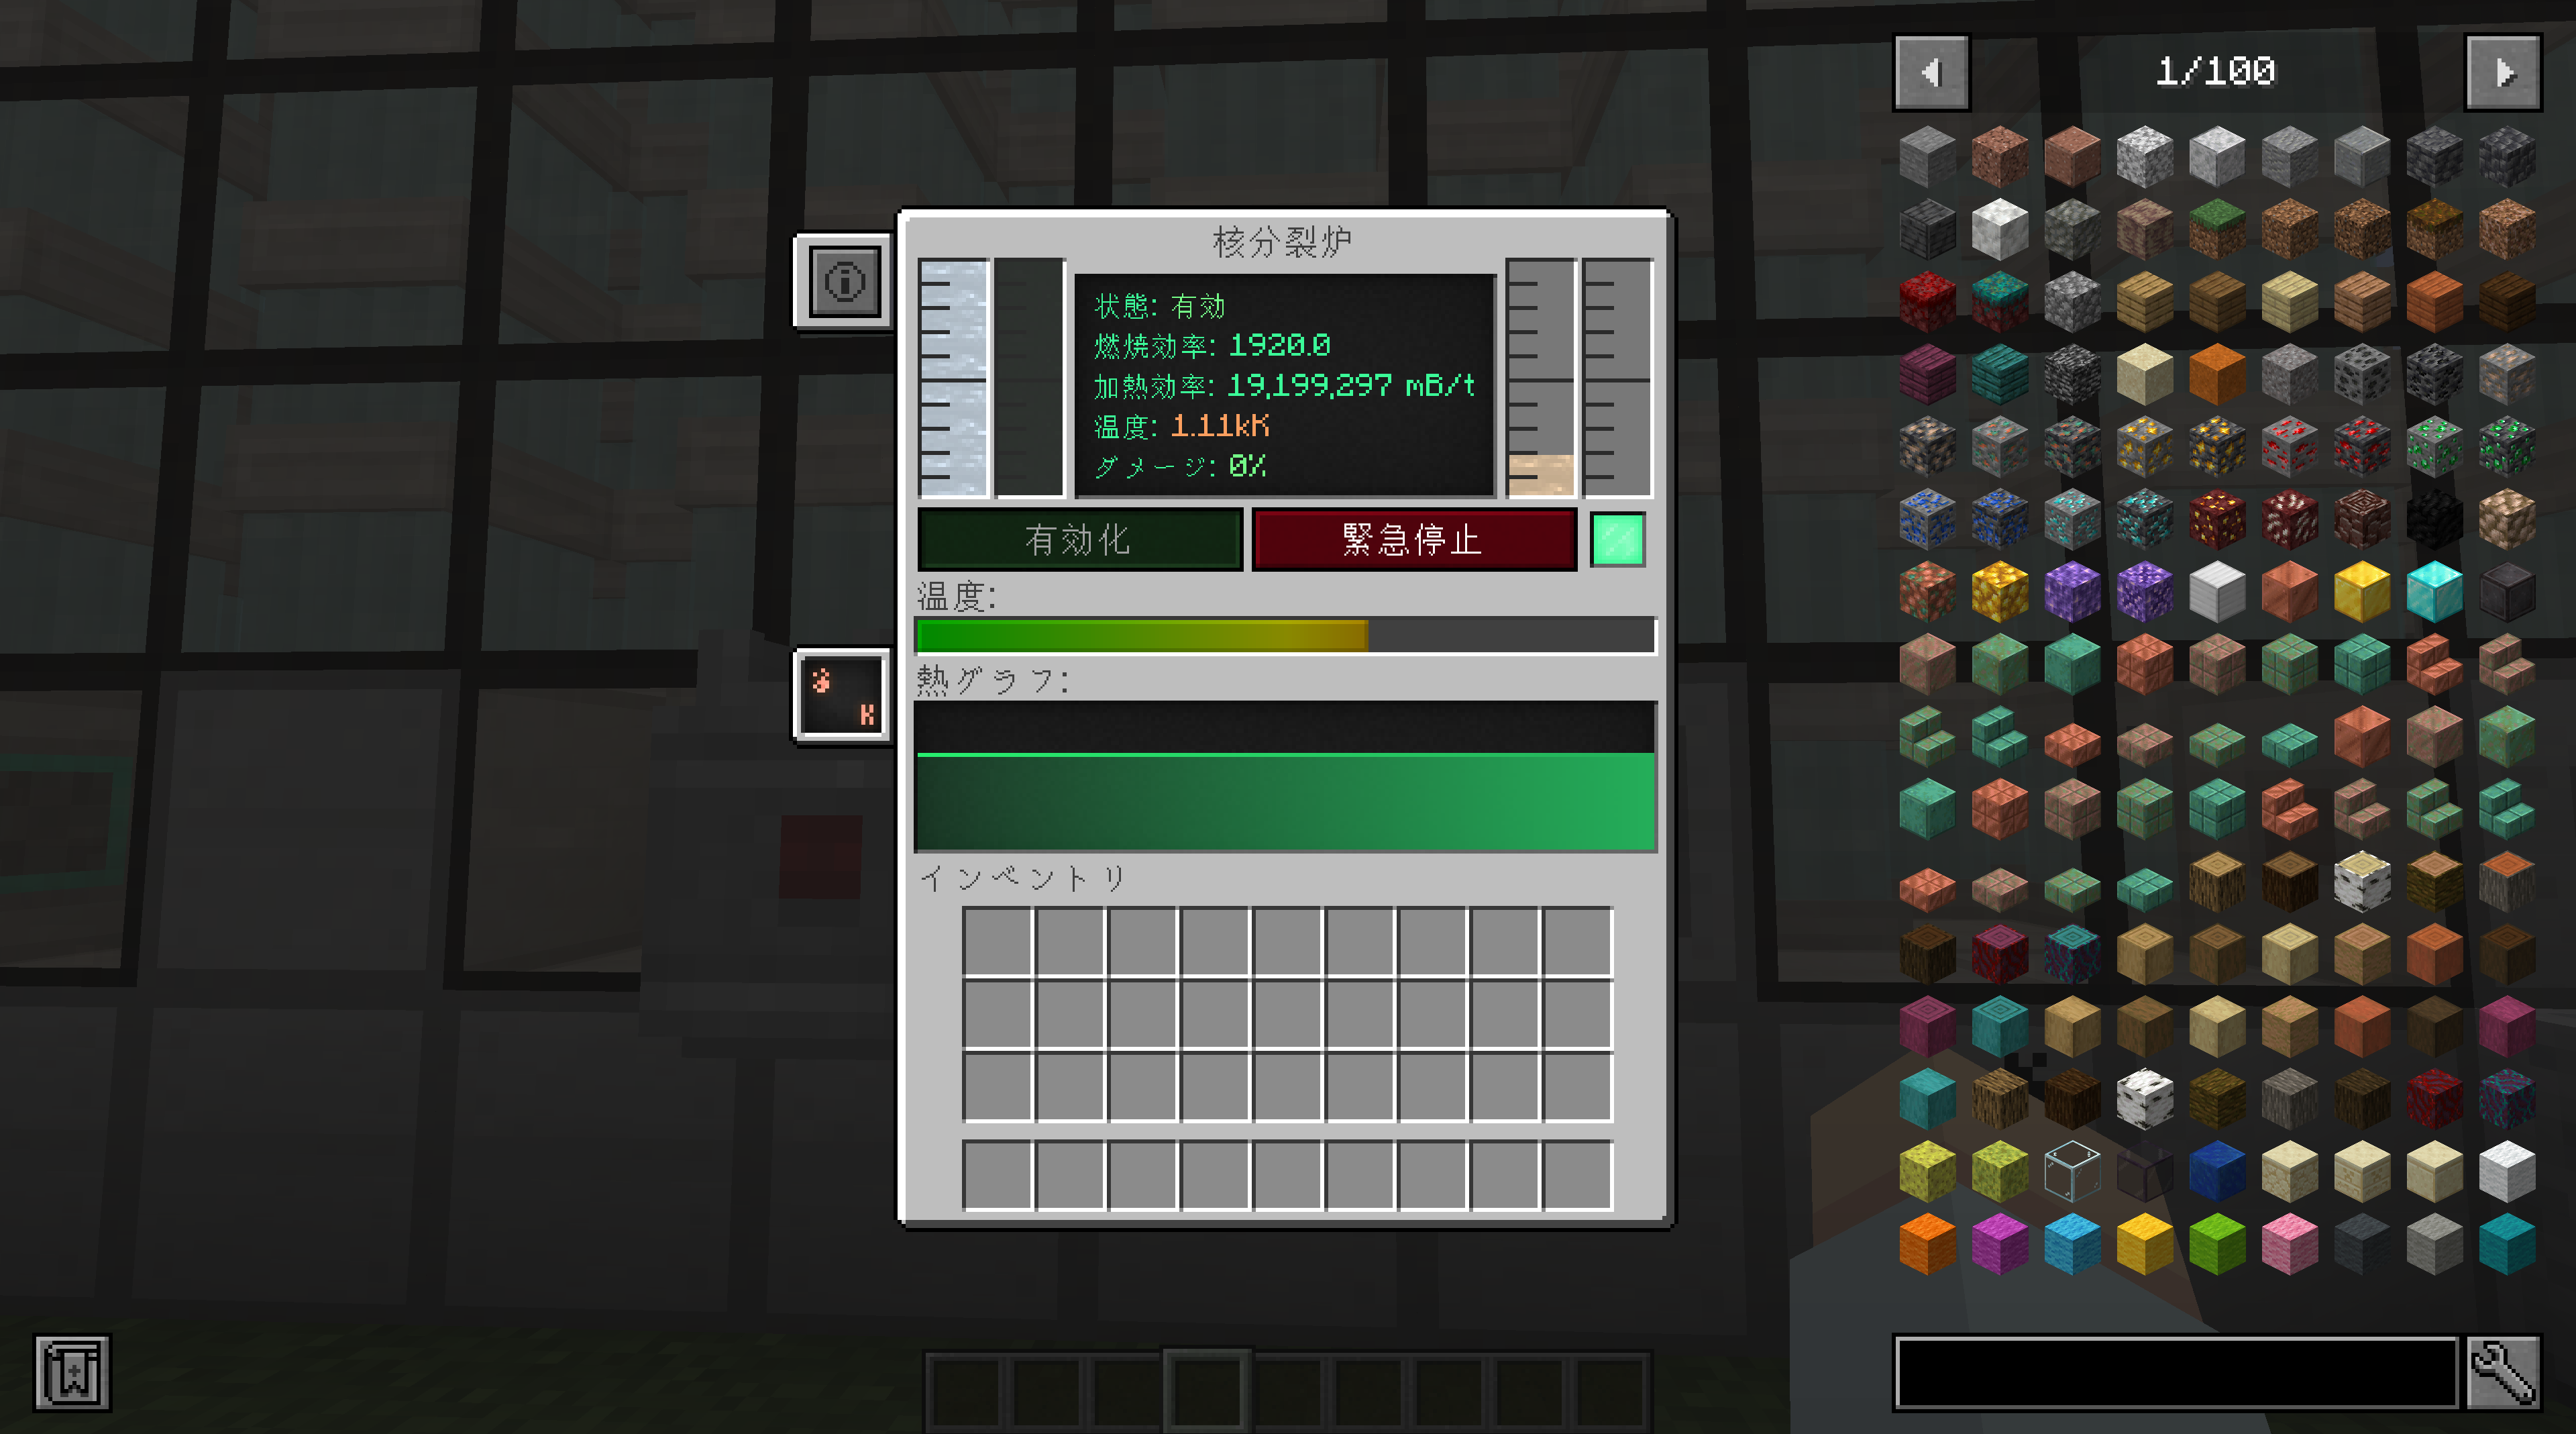 1/100
核分裂炉
状態: 有効
燃焼効率: 1920.0
加熱効率: 19,199,297 mB/t
温度: 1.11kK
ダメージ: 0%
有効化
緊急停止
温度:
K
熱グラフ:
インベントリ